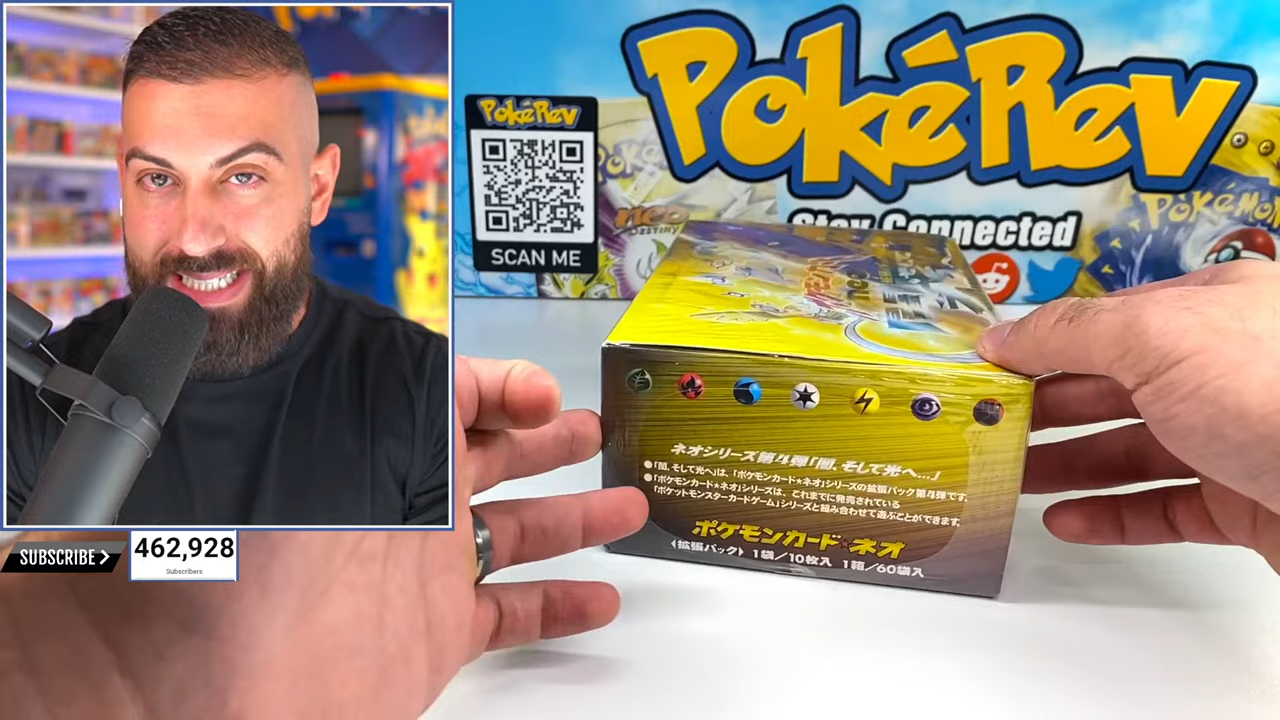 PokéRev
PokéRev
SCAN ME
neo
DESTINY
Stay Connected
POKÉMON
ネオシリーズ第4弾「闇、そして光へ...」
●「闇、そして光へ」は、「ポケモンカード★ネオ」シリーズの拡張パック第4弾です。
●「ポケモンカード★ネオ」シリーズは、これまでに発売されている
「ポケットモンスターカードゲーム」シリーズと組み合わせて遊ぶことができます。
ポケモンカード★ネオ
《拡張パック》 1袋/10枚入 1箱/60袋入
SUBSCRIBE
462,928
Subscribers